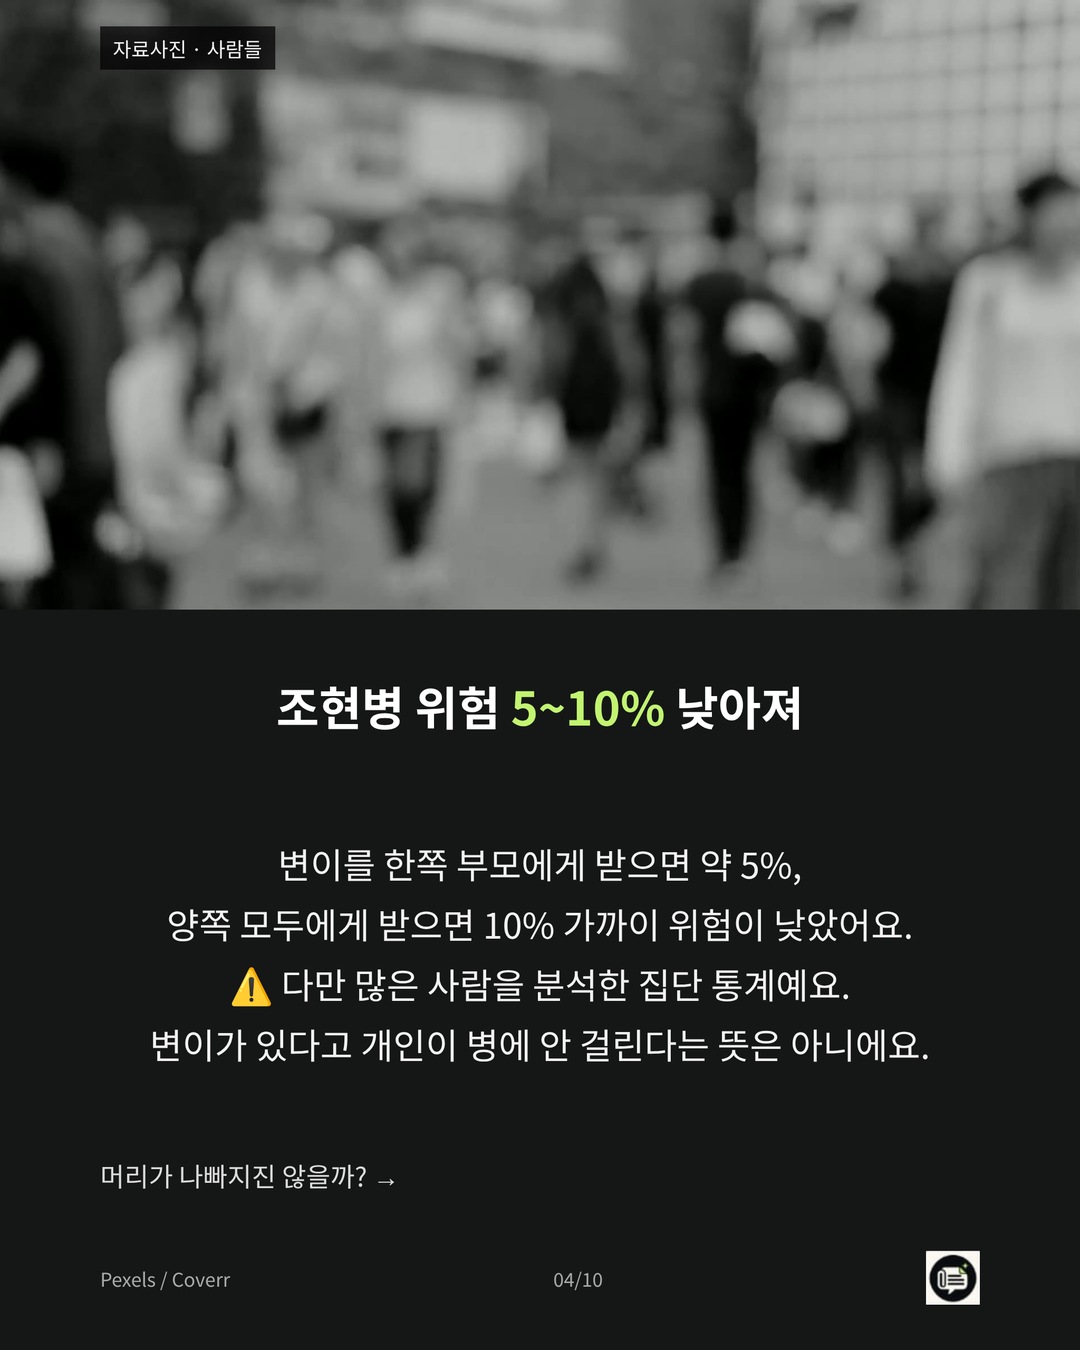 자료사진 · 사람들
조현병 위험 5~10% 낮아져
변이를 한쪽 부모에게 받으면 약 5%,
양쪽 모두에게 받으면 10% 가까이 위험이 낮았어요.
⚠️ 다만 많은 사람을 분석한 집단 통계예요.
변이가 있다고 개인이 병에 안 걸린다는 뜻은 아니에요.
머리가 나빠지진 않을까? →
Pexels / Coverr
04/10